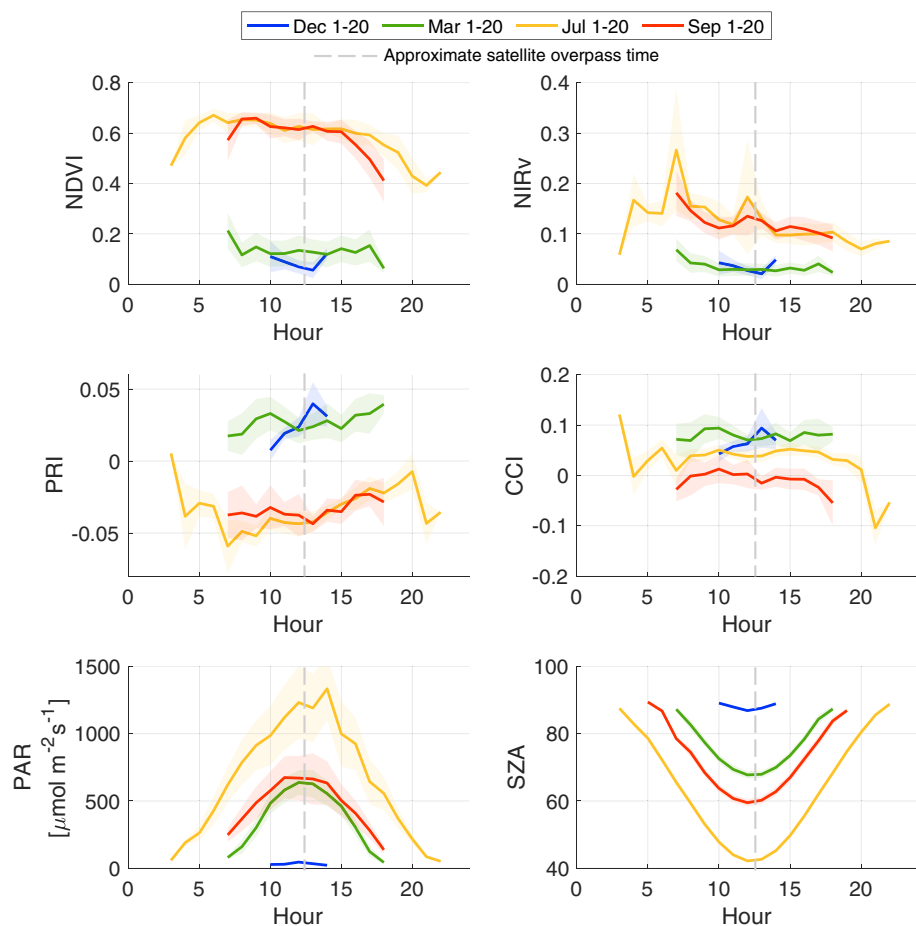 Dec 1-20 Mar 1-20 Jul 1-20 Sep 1-20
Approximate satellite overpass time
NDVI
0.8
0.6
0.4
0.2
0
0 5 10 15 20
Hour
NIRv
0.4
0.3
0.2
0.1
0
0 5 10 15 20
Hour
PRI
0.05
0
-0.05
0 5 10 15 20
Hour
CCI
0.2
0.1
0
-0.1
-0.2
0 5 10 15 20
Hour
PAR
[μmol m⁻²s⁻¹]
1500
1000
500
0
0 5 10 15 20
Hour
SZA
100
80
60
40
0 5 10 15 20
Hour